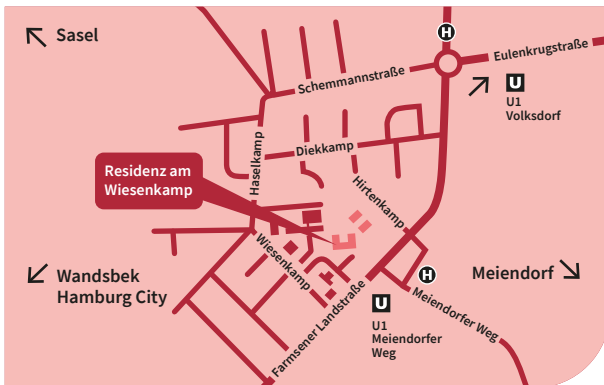 Sasel
H
Eulenkrugstraße
Schemmannstraße
U
U1
Volksdorf
Diekkamp
Haselkamp
Residenz am
Wiesenkamp
Hirtenkamp
Wiesenkamp
Wandsbek
Hamburg City
H
Meiendorf
U
U1
Meiendorfer
Weg
Meiendorfer Weg
Farmsener Landstraße